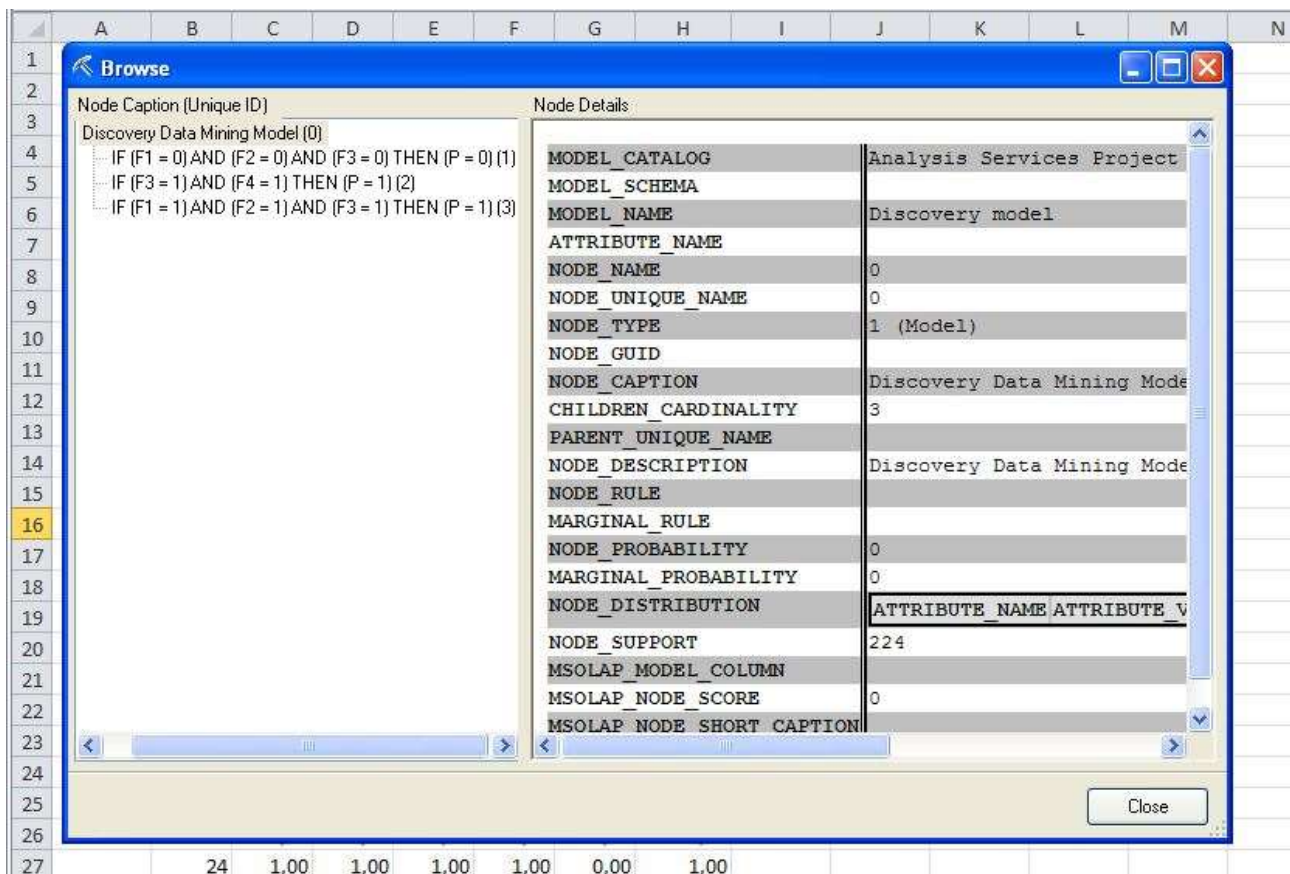 A B C D E F G H I J K L M N
1
2
3
4
5
6
7
8
9
10
11
12
13
14
15
16
17
18
19
20
21
22
23
24
25
26
27
Browse
Node Caption (Unique ID)
Discovery Data Mining Model (0)
IF (F1 = 0) AND (F2 = 0) AND (F3 = 0) THEN (P = 0) (1)
IF (F3 = 1) AND (F4 = 1) THEN (P = 1) (2)
IF (F1 = 1) AND (F2 = 1) AND (F3 = 1) THEN (P = 1) (3)
Node Details
MODEL_CATALOG Analysis Services Project
MODEL_SCHEMA
MODEL_NAME Discovery model
ATTRIBUTE_NAME
NODE_NAME 0
NODE_UNIQUE_NAME 0
NODE_TYPE 1 (Model)
NODE_GUID
NODE_CAPTION Discovery Data Mining Mode
CHILDREN_CARDINALITY 3
PARENT_UNIQUE_NAME
NODE_DESCRIPTION Discovery Data Mining Mode
NODE_RULE
MARGINAL_RULE
NODE_PROBABILITY 0
MARGINAL_PROBABILITY 0
NODE_DISTRIBUTION ATTRIBUTE_NAME ATTRIBUTE_V
NODE_SUPPORT 224
MSOLAP_MODEL_COLUMN
MSOLAP_NODE_SCORE 0
MSOLAP_NODE_SHORT_CAPTION
Close
24 1,00 1,00 1,00 1,00 0,00 1,00